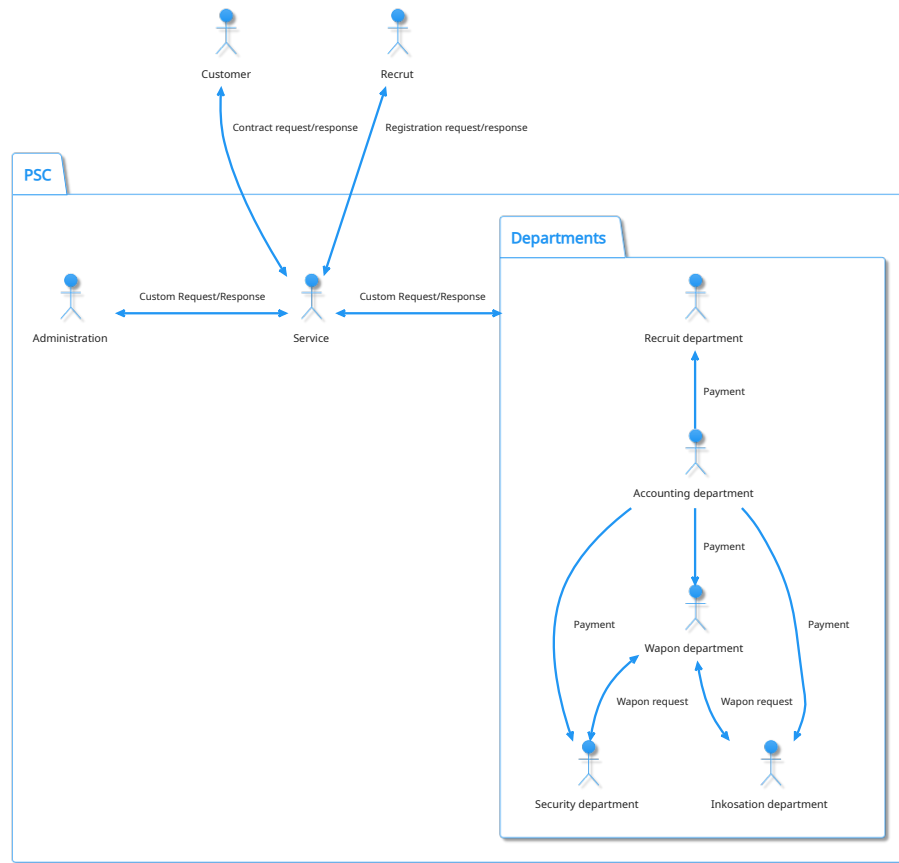 Customer
Recrut
Contract request/response
Registration request/response
PSC
Departments
Custom Request/Response
Custom Request/Response
Administration
Service
Recruit department
Payment
Accounting department
Payment
Payment
Payment
Wapon department
Wapon request
Wapon request
Security department
Inkosation department